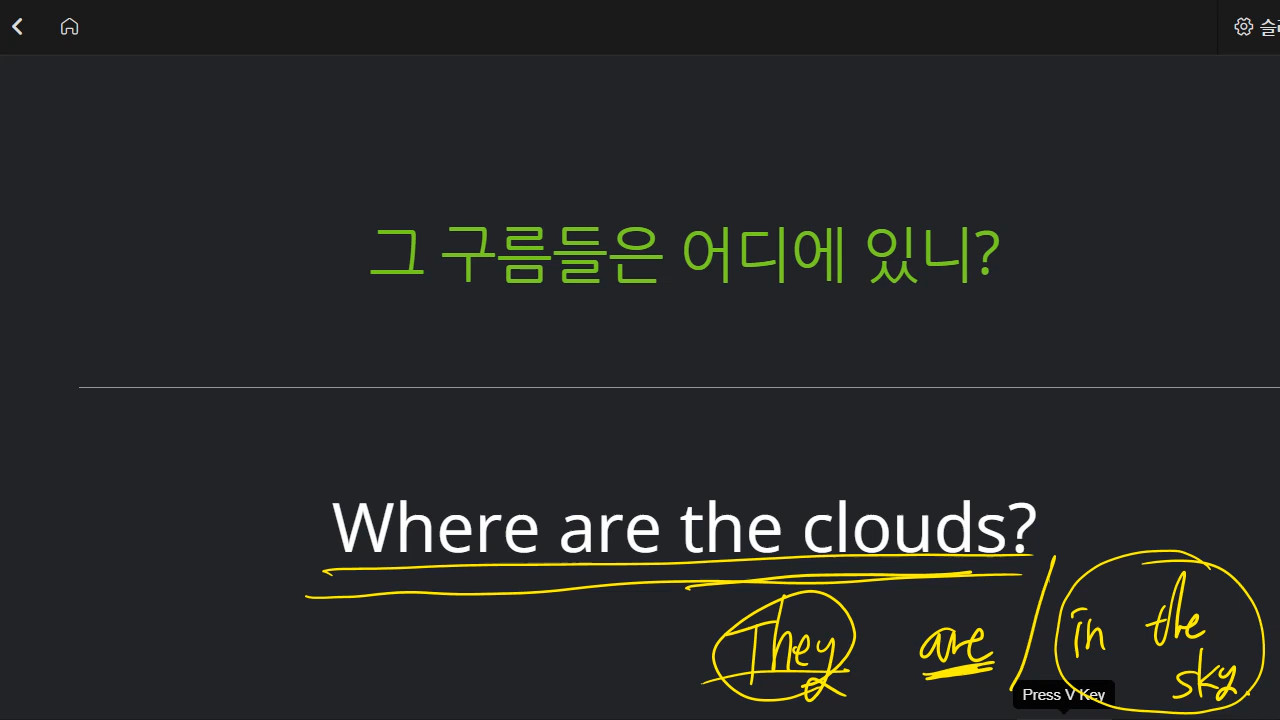 그 구름들은 어디에 있니?
Where are the clouds?
They are / in the
sky.
Press V Key